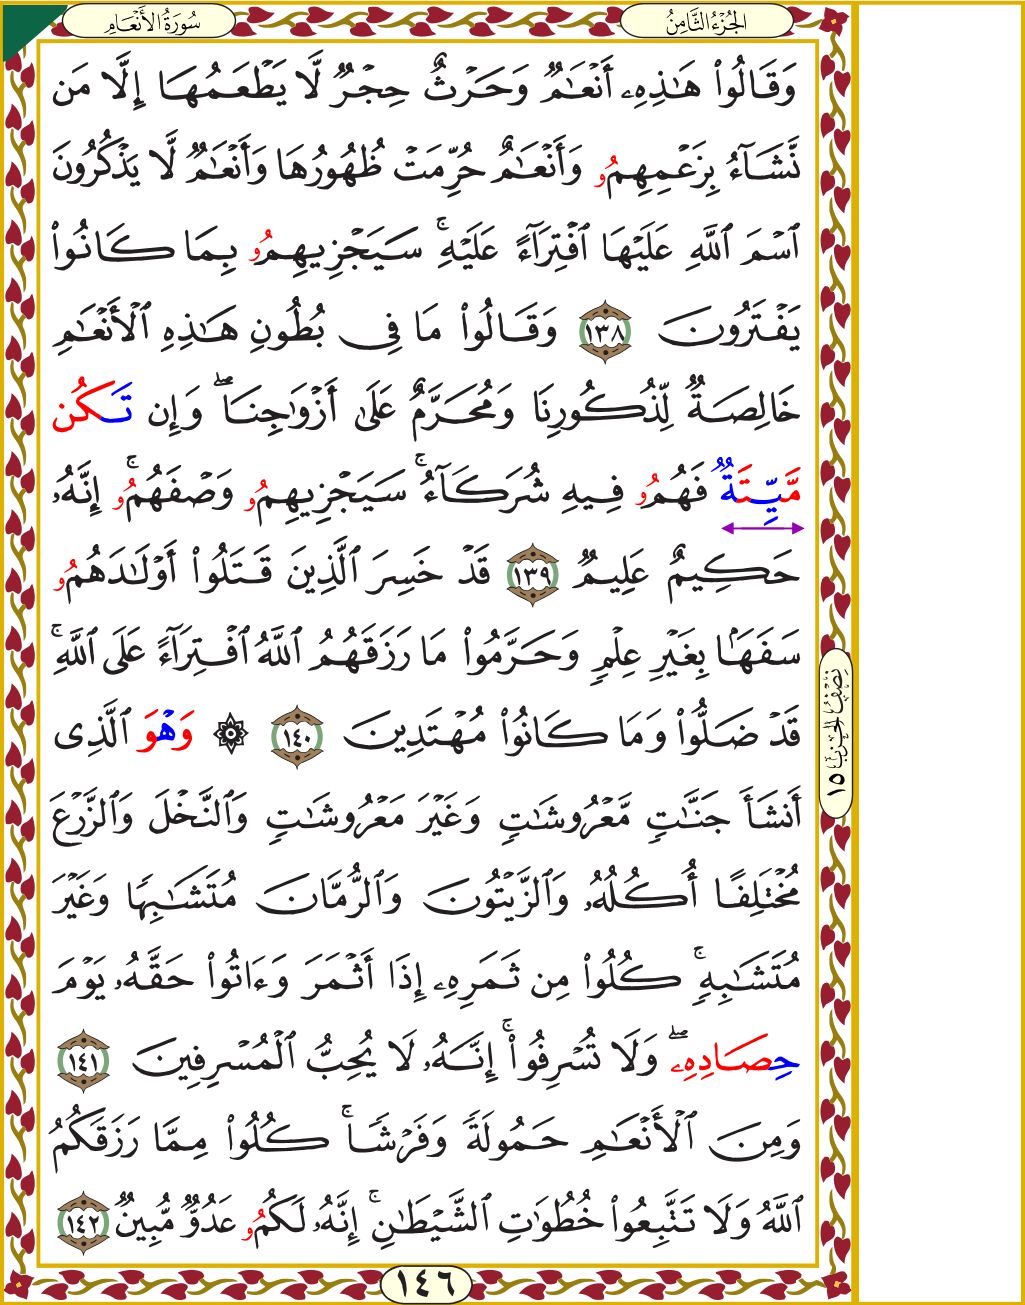 سُورَةُ الأَنْعَامِ
الجُزْءُ الثَّامِنُ
وَقَالُوا۟ هَٰذِهِۦٓ أَنْعَٰمٌ وَحَرْثٌ حِجْرٌ لَّا يَطْعَمُهَا إِلَّا مَن
نَّشَآءُ بِزَعْمِهِمُۥ وَأَنْعَٰمٌ حُرِّمَتْ ظُهُورُهَا وَأَنْعَٰمٌ لَّا يَذْكُرُونَ
ٱسْمَ ٱللَّهِ عَلَيْهَا ٱفْتِرَآءً عَلَيْهِ ۚ سَيَجْزِيهِمُۥ بِمَا كَانُوا۟
يَفْتَرُونَ ١٣٨ وَقَالُوا۟ مَا فِى بُطُونِ هَٰذِهِ ٱلْأَنْعَٰمِ
خَالِصَةٌ لِّذُكُورِنَا وَمُحَرَّمٌ عَلَىٰ أَزْوَٰجِنَا ۖ وَإِن تَكُن
مَّيِّتَةٌ فَهُمُۥ فِيهِ شُرَكَآءُ ۚ سَيَجْزِيهِمُۥ وَصْفَهُمُۥ ۚ إِنَّهُۥ
حَكِيمٌ عَلِيمٌ ١٣٩ قَدْ خَسِرَ ٱلَّذِينَ قَتَلُوا۟ أَوْلَٰدَهُمُۥ
سَفَهًۢا بِغَيْرِ عِلْمٍ وَحَرَّمُوا۟ مَا رَزَقَهُمُ ٱللَّهُ ٱفْتِرَآءً عَلَى ٱللَّهِ ۚ
قَدْ ضَلُّوا۟ وَمَا كَانُوا۟ مُهْتَدِينَ ١٤٠ ۞ وَهْوَ ٱلَّذِى
أَنشَأَ جَنَّٰتٍ مَّعْرُوشَٰتٍ وَغَيْرَ مَعْرُوشَٰتٍ وَٱلنَّخْلَ وَٱلزَّرْعَ
مُخْتَلِفًا أُكُلُهُۥ وَٱلزَّيْتُونَ وَٱلرُّمَّانَ مُتَشَٰبِهًا وَغَيْرَ
مُتَشَٰبِهٍ ۚ كُلُوا۟ مِن ثَمَرِهِۦٓ إِذَآ أَثْمَرَ وَءَاتُوا۟ حَقَّهُۥ يَوْمَ
حِصَادِهِۦ ۖ وَلَا تُسْرِفُوٓا۟ ۚ إِنَّهُۥ لَا يُحِبُّ ٱلْمُسْرِفِينَ ١٤١
وَمِنَ ٱلْأَنْعَٰمِ حَمُولَةً وَفَرْشًا ۚ كُلُوا۟ مِمَّا رَزَقَكُمُ
ٱللَّهُ وَلَا تَتَّبِعُوا۟ خُطُوَٰتِ ٱلشَّيْطَٰنِ ۚ إِنَّهُۥ لَكُمُۥ عَدُوٌّ مُّبِينٌ ١٤٢
نِصْفُ الحِزْبِ ١٥
١٤٦